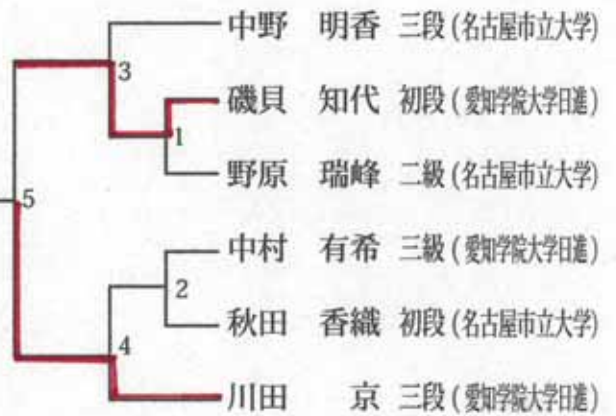 中野 明香 三段(名古屋市立大学)
3
磯貝 知代 初段(愛知学院大学日進)
1
野原 瑞峰 二級(名古屋市立大学)
5
中村 有希 三級(愛知学院大学日進)
2
秋田 香織 初段(名古屋市立大学)
4
川田 京 三段(愛知学院大学日進)